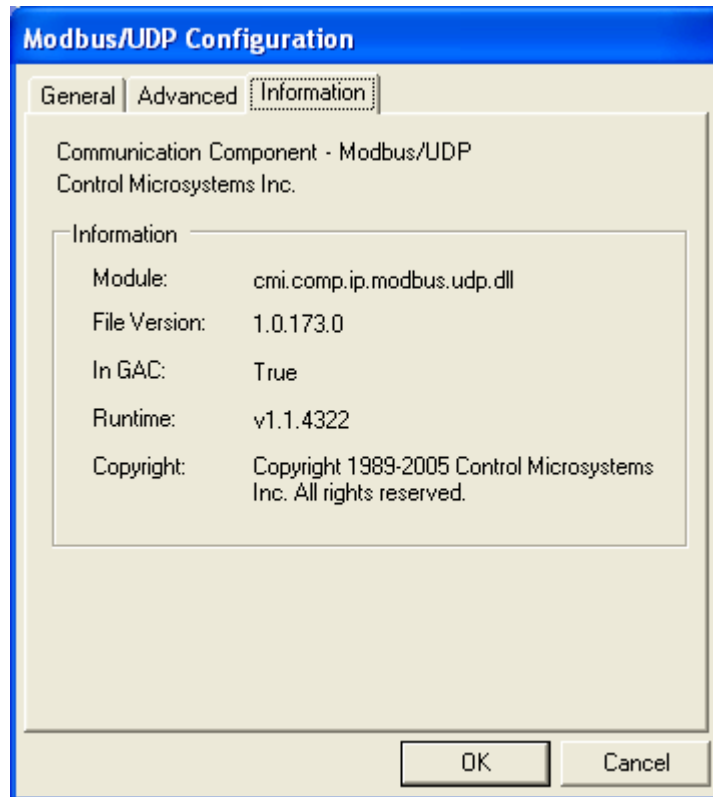 Modbus/UDP Configuration
General Advanced Information
Communication Component - Modbus/UDP
Control Microsystems Inc.
Information
Module: cmi.comp.ip.modbus.udp.dll
File Version: 1.0.173.0
In GAC: True
Runtime: v1.1.4322
Copyright: Copyright 1989-2005 Control Microsystems
Inc. All rights reserved.
OK Cancel